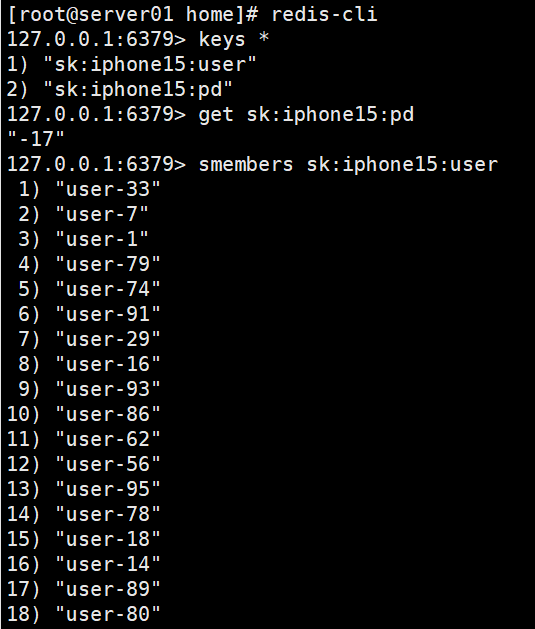 [root@server01 home]# redis-cli
127.0.0.1:6379> keys *
1) "sk:iphone15:user"
2) "sk:iphone15:pd"
127.0.0.1:6379> get sk:iphone15:pd
"-17"
127.0.0.1:6379> smembers sk:iphone15:user
 1) "user-33"
 2) "user-7"
 3) "user-1"
 4) "user-79"
 5) "user-74"
 6) "user-91"
 7) "user-29"
 8) "user-16"
 9) "user-93"
10) "user-86"
11) "user-62"
12) "user-56"
13) "user-95"
14) "user-78"
15) "user-18"
16) "user-14"
17) "user-89"
18) "user-80"